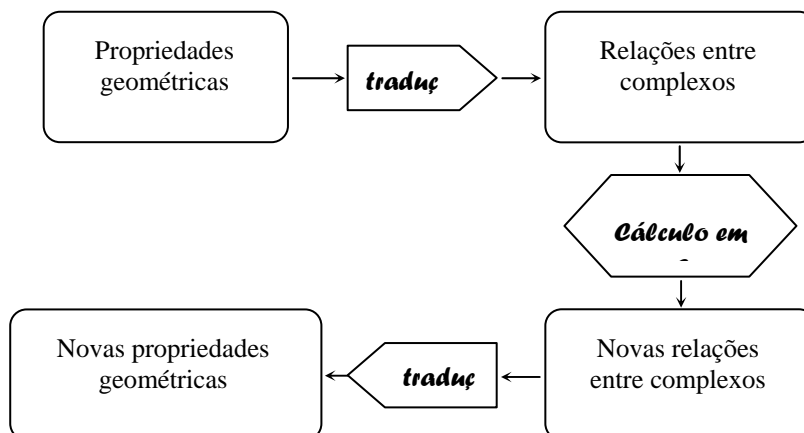 Propriedades
geométricas
traduç
Relações entre
complexos
Cálculo em
Novas relações
entre complexos
traduç
Novas propriedades
geométricas